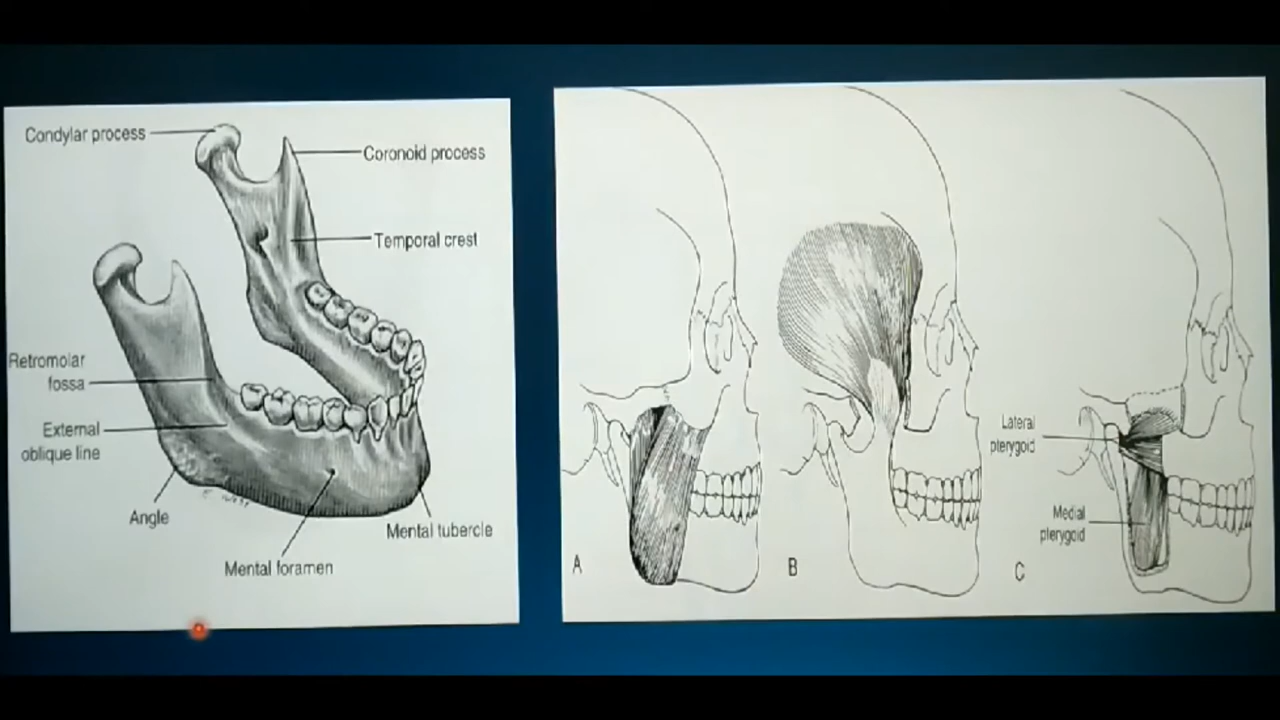 Condylar process
Coronoid process
Temporal crest
Retromolar
fossa
External
oblique line
Angle
Mental foramen
Mental tubercle
A
B
Lateral
pterygoid
Medial
pterygoid
C